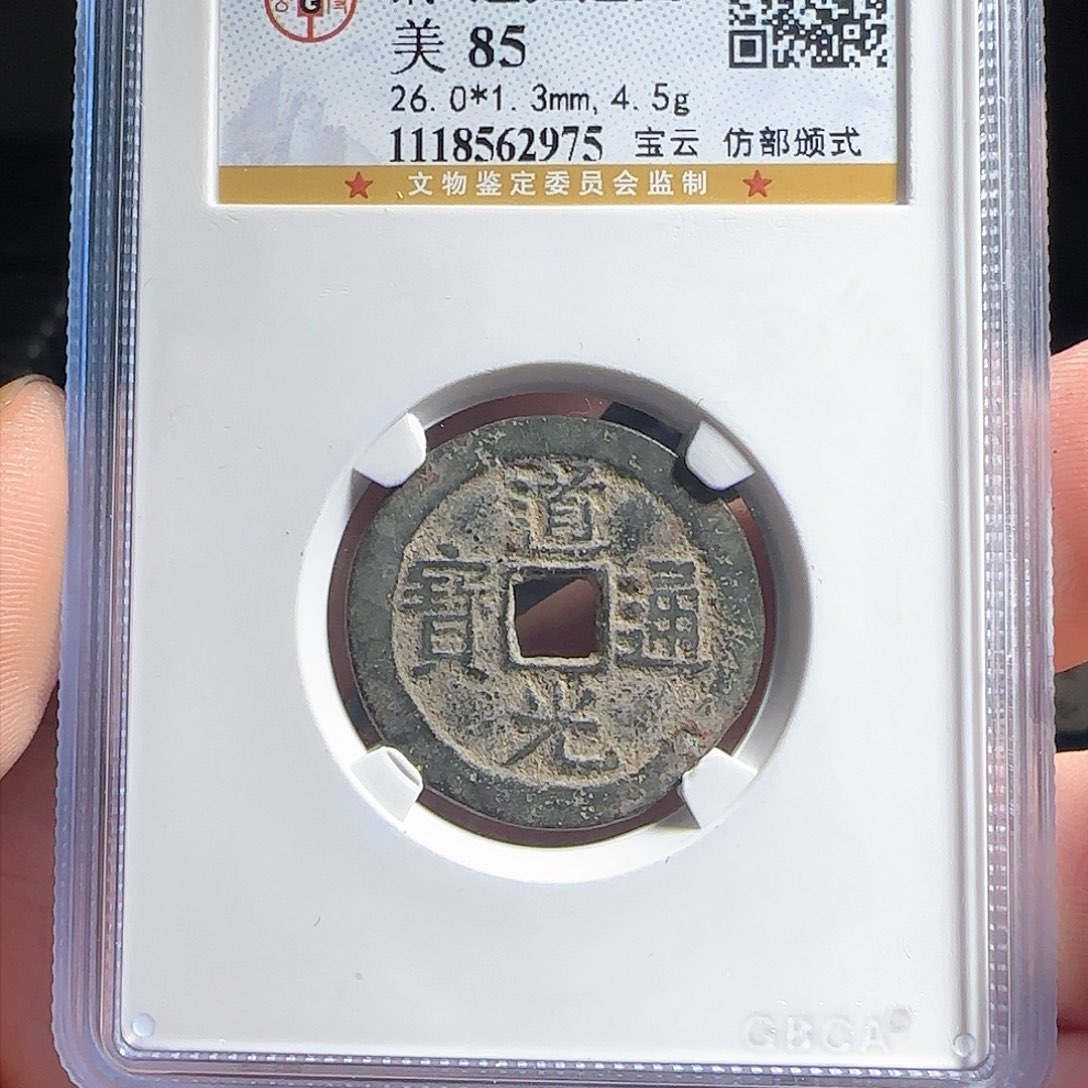 美 85
26.0*1.3mm, 4.5g
1118562975 宝云 仿部颁式
★ 文物鉴定委员会监制 ★
道
寶 通
光
GBCA